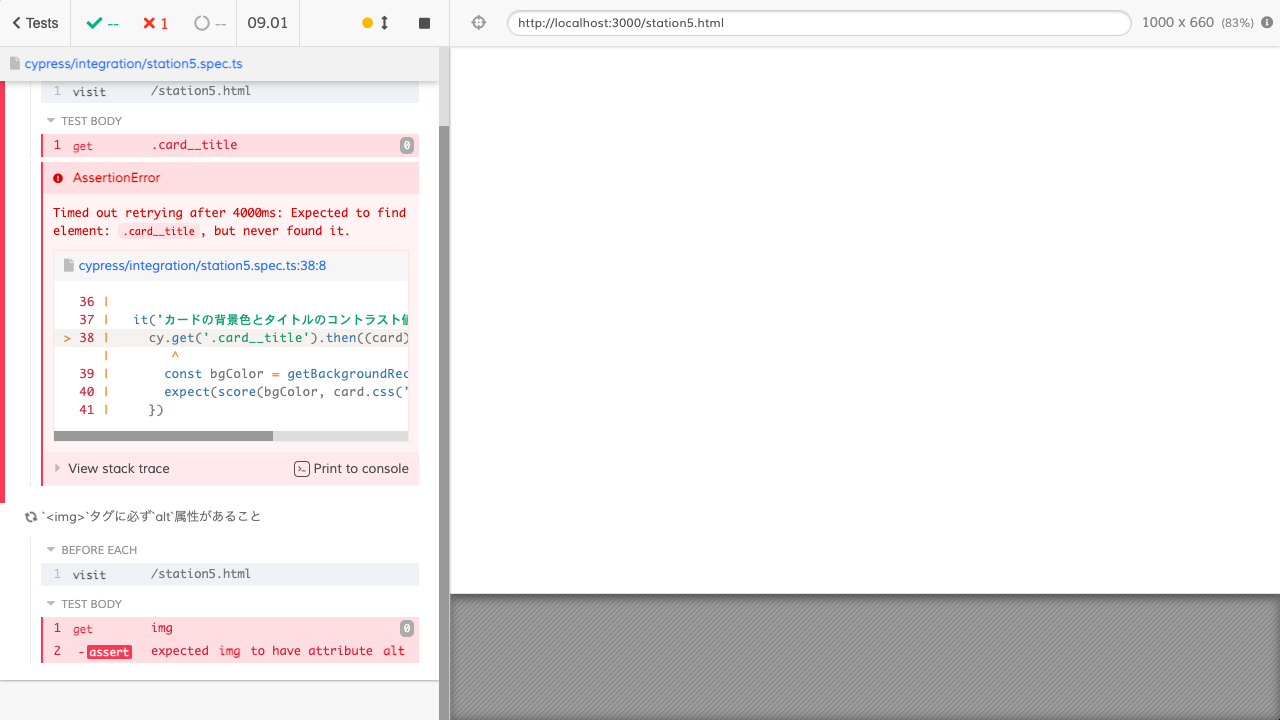 Tests
--
1
--
09.01
http://localhost:3000/station5.html
1000 x 660 (83%)
cypress/integration/station5.spec.ts
1 visit /station5.html
TEST BODY
1 get .card__title 0
AssertionError
Timed out retrying after 4000ms: Expected to find
element: .card__title, but never found it.
cypress/integration/station5.spec.ts:38:8
36 |
37 | it('カードの背景色とタイトルのコントラスト値
> 38 | cy.get('.card__title').then((card)
| ^
39 | const bgColor = getBackgroundRec
40 | expect(score(bgColor, card.css('
41 | })
View stack trace
Print to console
`<img>`タグに必ず`alt`属性があること
BEFORE EACH
1 visit /station5.html
TEST BODY
1 get img 0
2 -assert expected img to have attribute alt